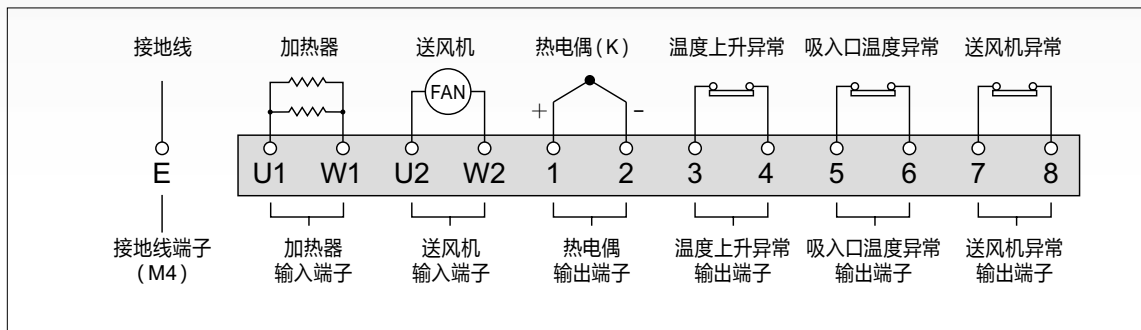 接地线 加热器 送风机 热电偶(K) 温度上升异常 吸入口温度异常 送风机异常
FAN
+ -
E U1 W1 U2 W2 1 2 3 4 5 6 7 8
接地线端子 加热器 送风机 热电偶 温度上升异常 吸入口温度异常 送风机异常
(M4) 输入端子 输入端子 输出端子 输出端子 输出端子 输出端子